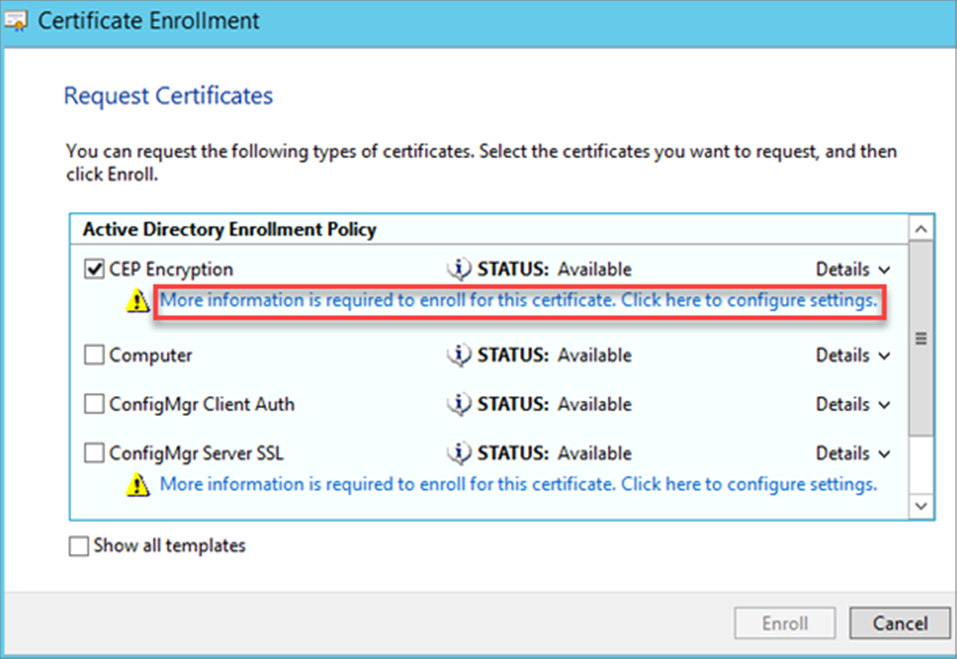 Certificate Enrollment
Request Certificates
You can request the following types of certificates. Select the certificates you want to request, and then
click Enroll.
Active Directory Enrollment Policy
CEP Encryption STATUS: Available Details
More information is required to enroll for this certificate. Click here to configure settings.
Computer STATUS: Available Details
ConfigMgr Client Auth STATUS: Available Details
ConfigMgr Server SSL STATUS: Available Details
More information is required to enroll for this certificate. Click here to configure settings.
Show all templates
Enroll Cancel